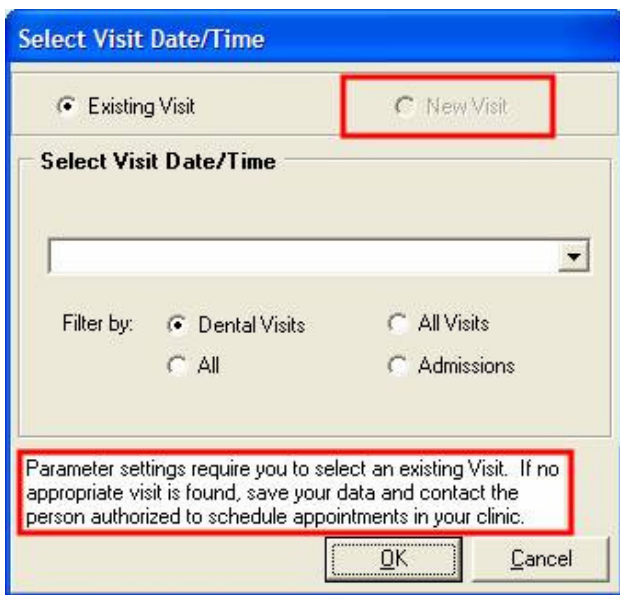 Select Visit Date/Time
Existing Visit New Visit
Select Visit Date/Time
Filter by: Dental Visits All Visits
All Admissions
Parameter settings require you to select an existing Visit. If no
appropriate visit is found, save your data and contact the
person authorized to schedule appointments in your clinic.
OK Cancel